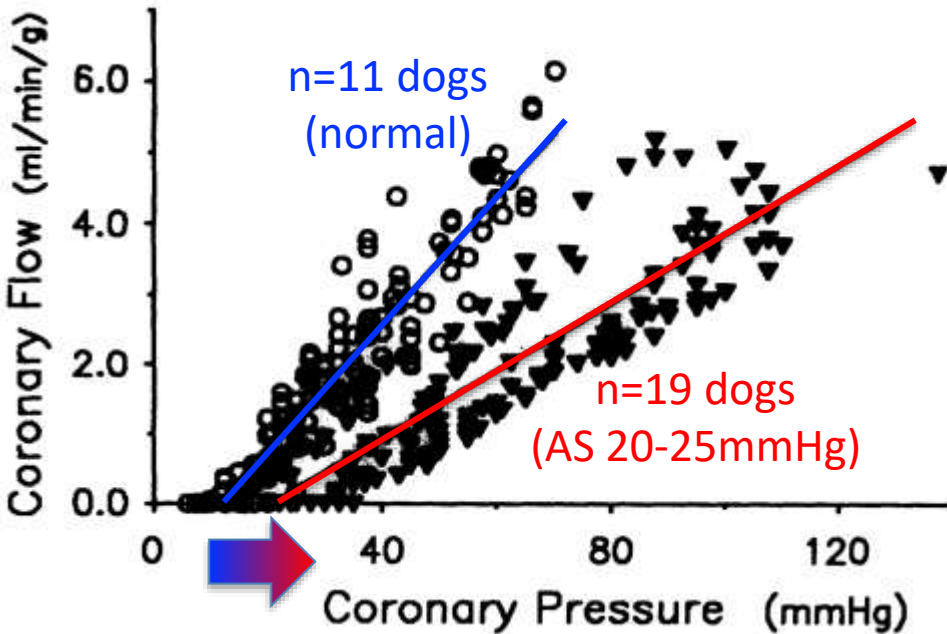 Coronary Flow (ml/min/g)
6.0
4.0
2.0
0.0
n=11 dogs
(normal)
n=19 dogs
(AS 20-25mmHg)
0
40
80
120
Coronary Pressure (mmHg)